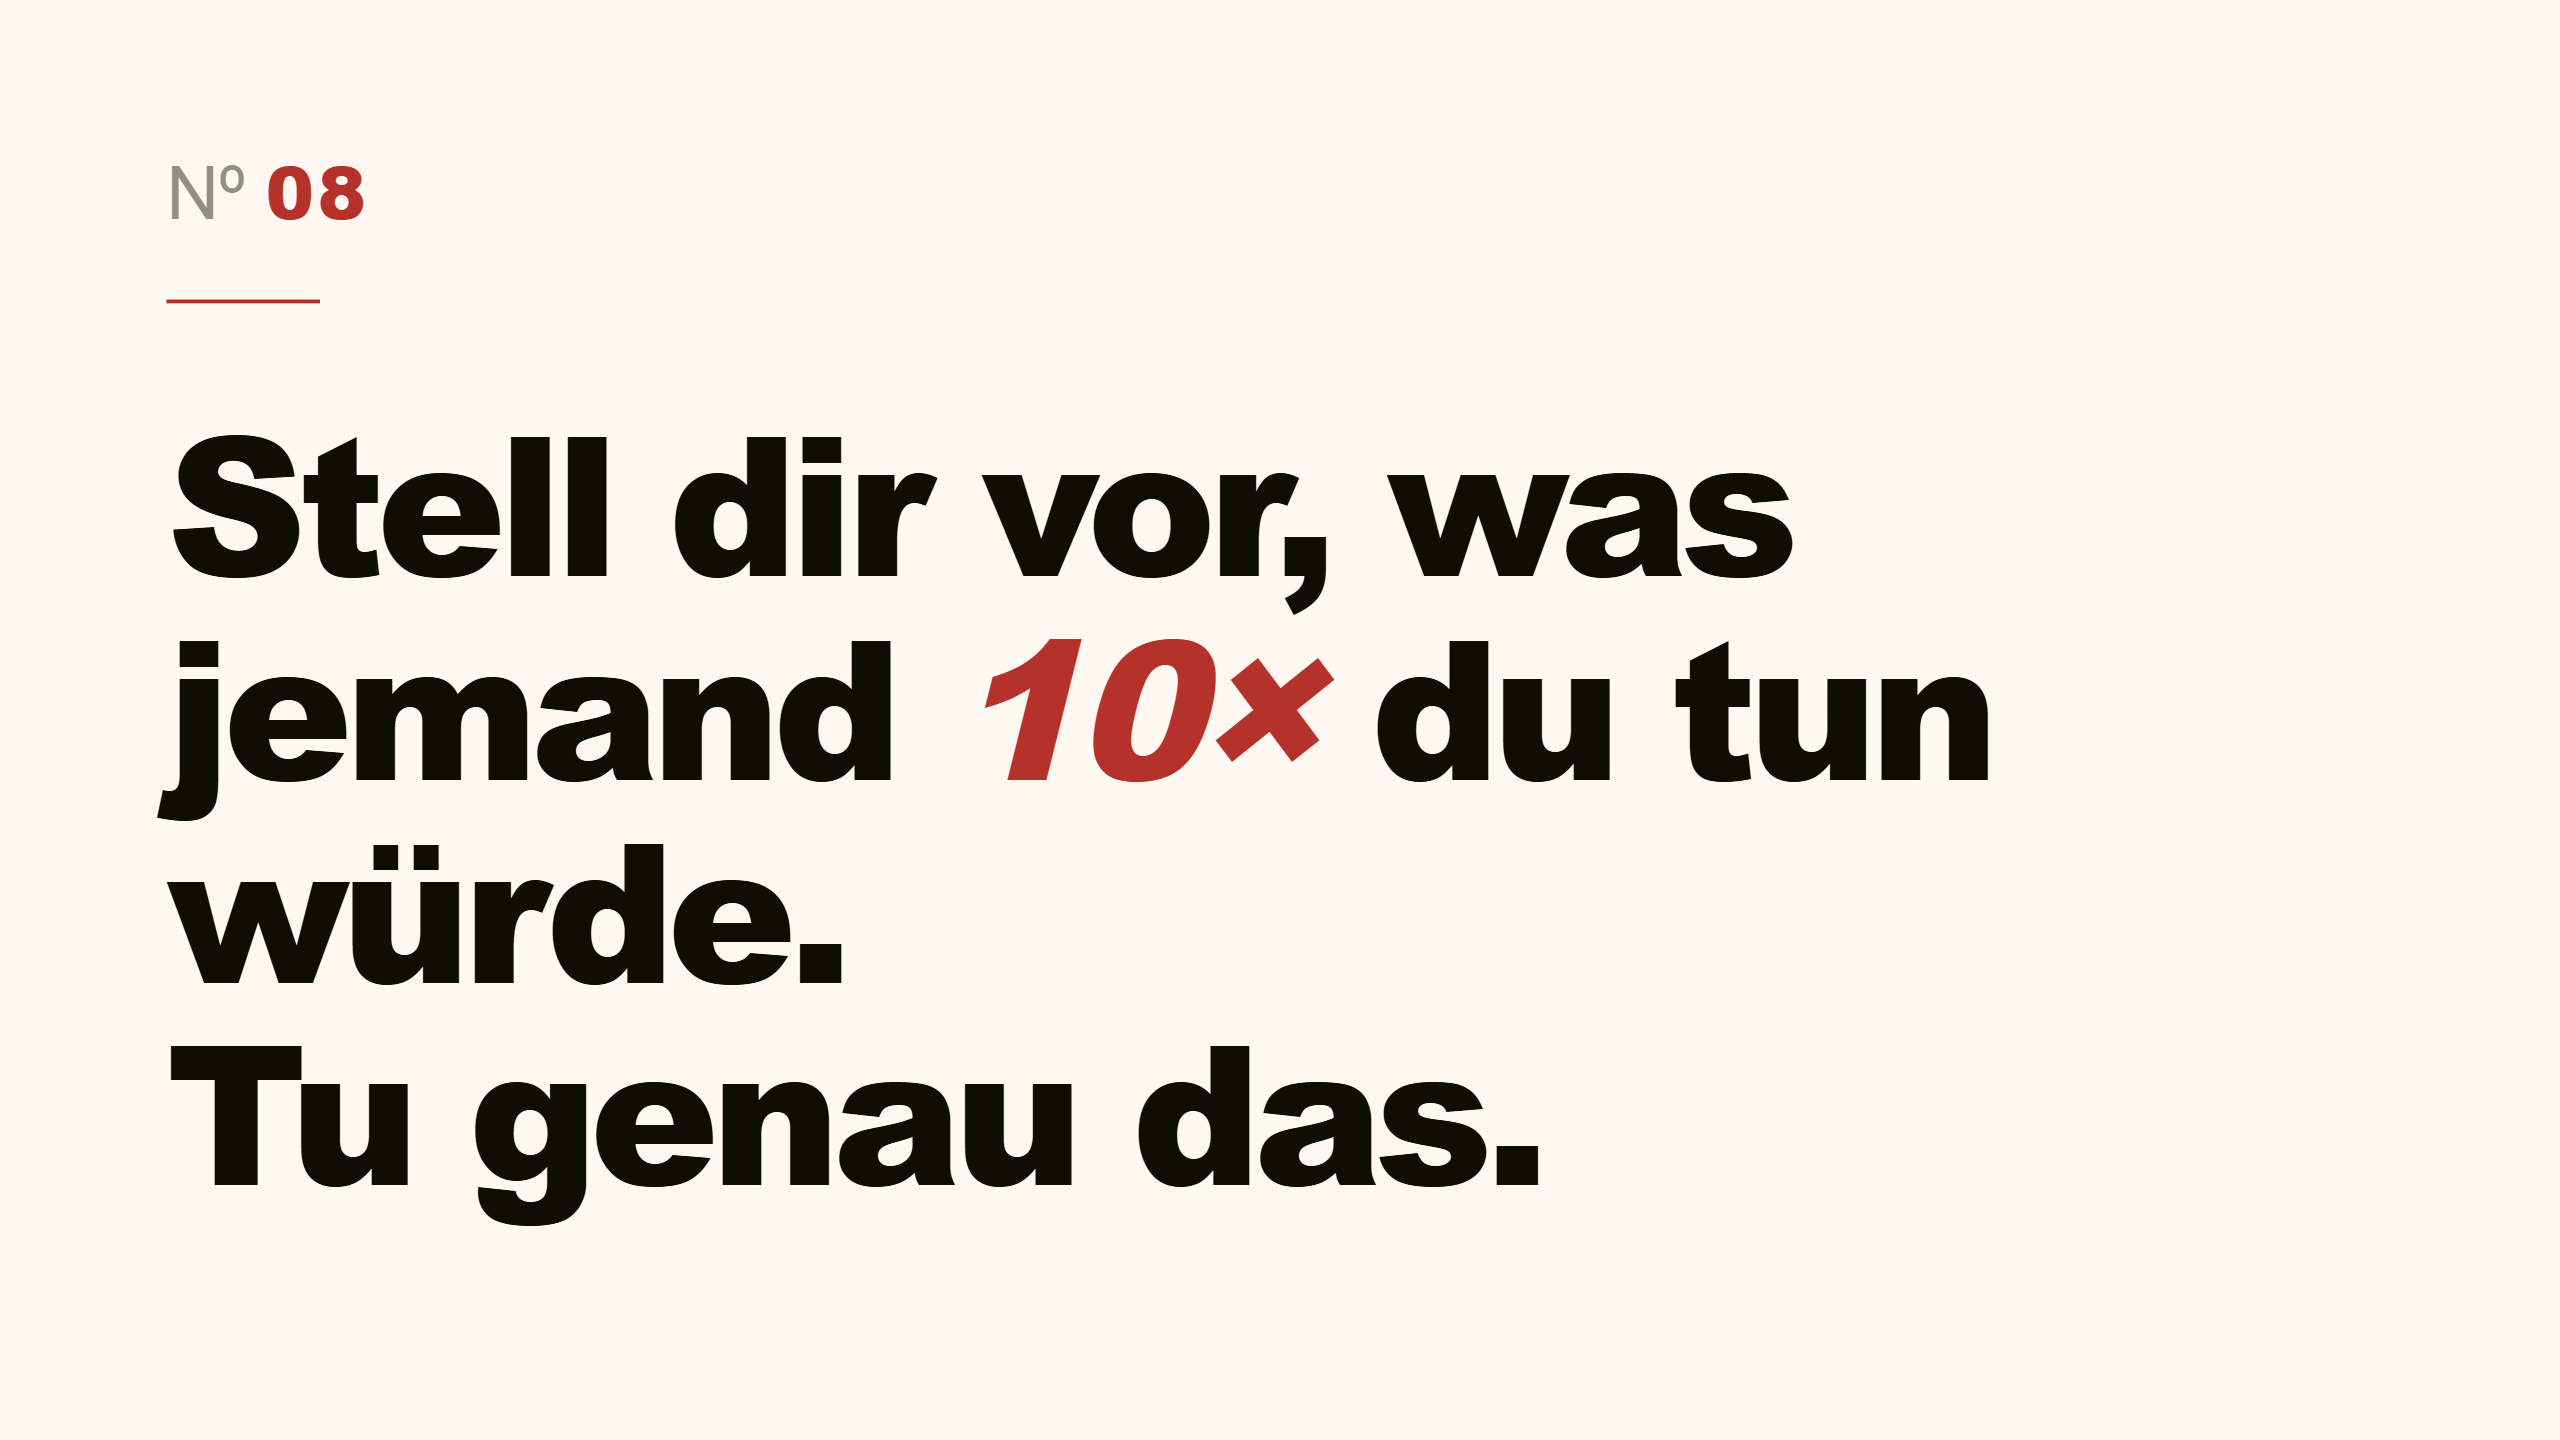 Nº 08
Stell dir vor, was
jemand 10× du tun
würde.
Tu genau das.